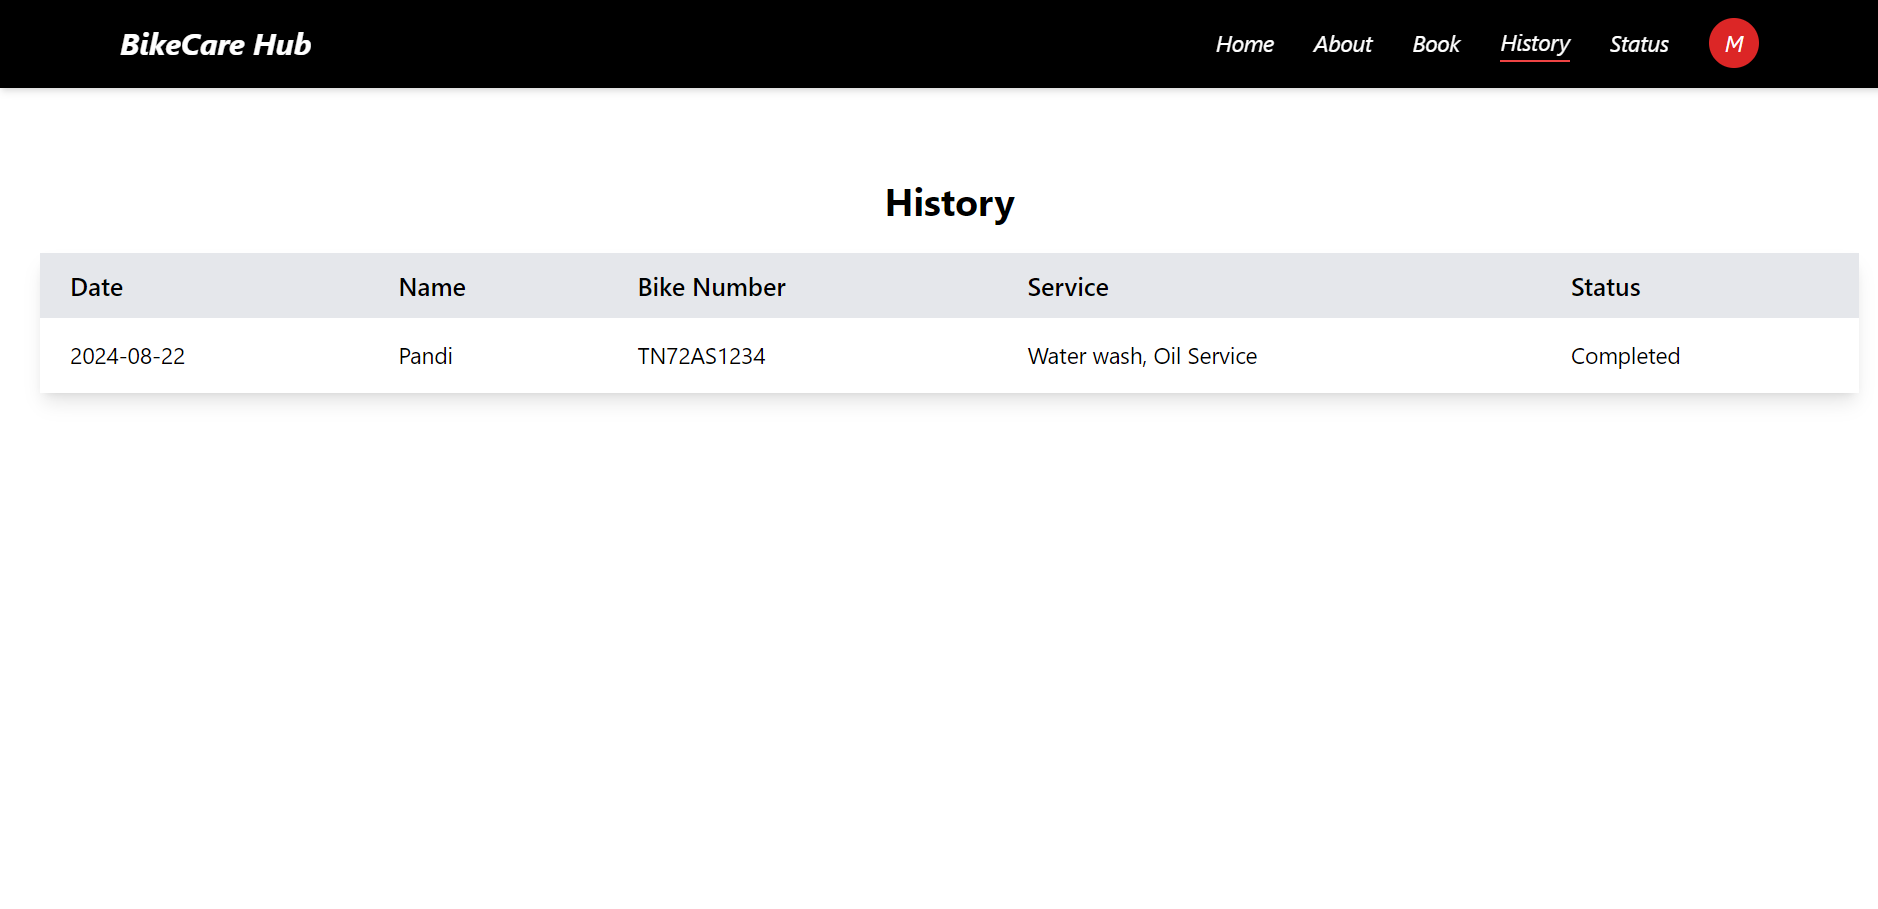 BikeCare Hub Home About Book History Status M
History
Date Name Bike Number Service Status
2024-08-22 Pandi TN72AS1234 Water wash, Oil Service Completed